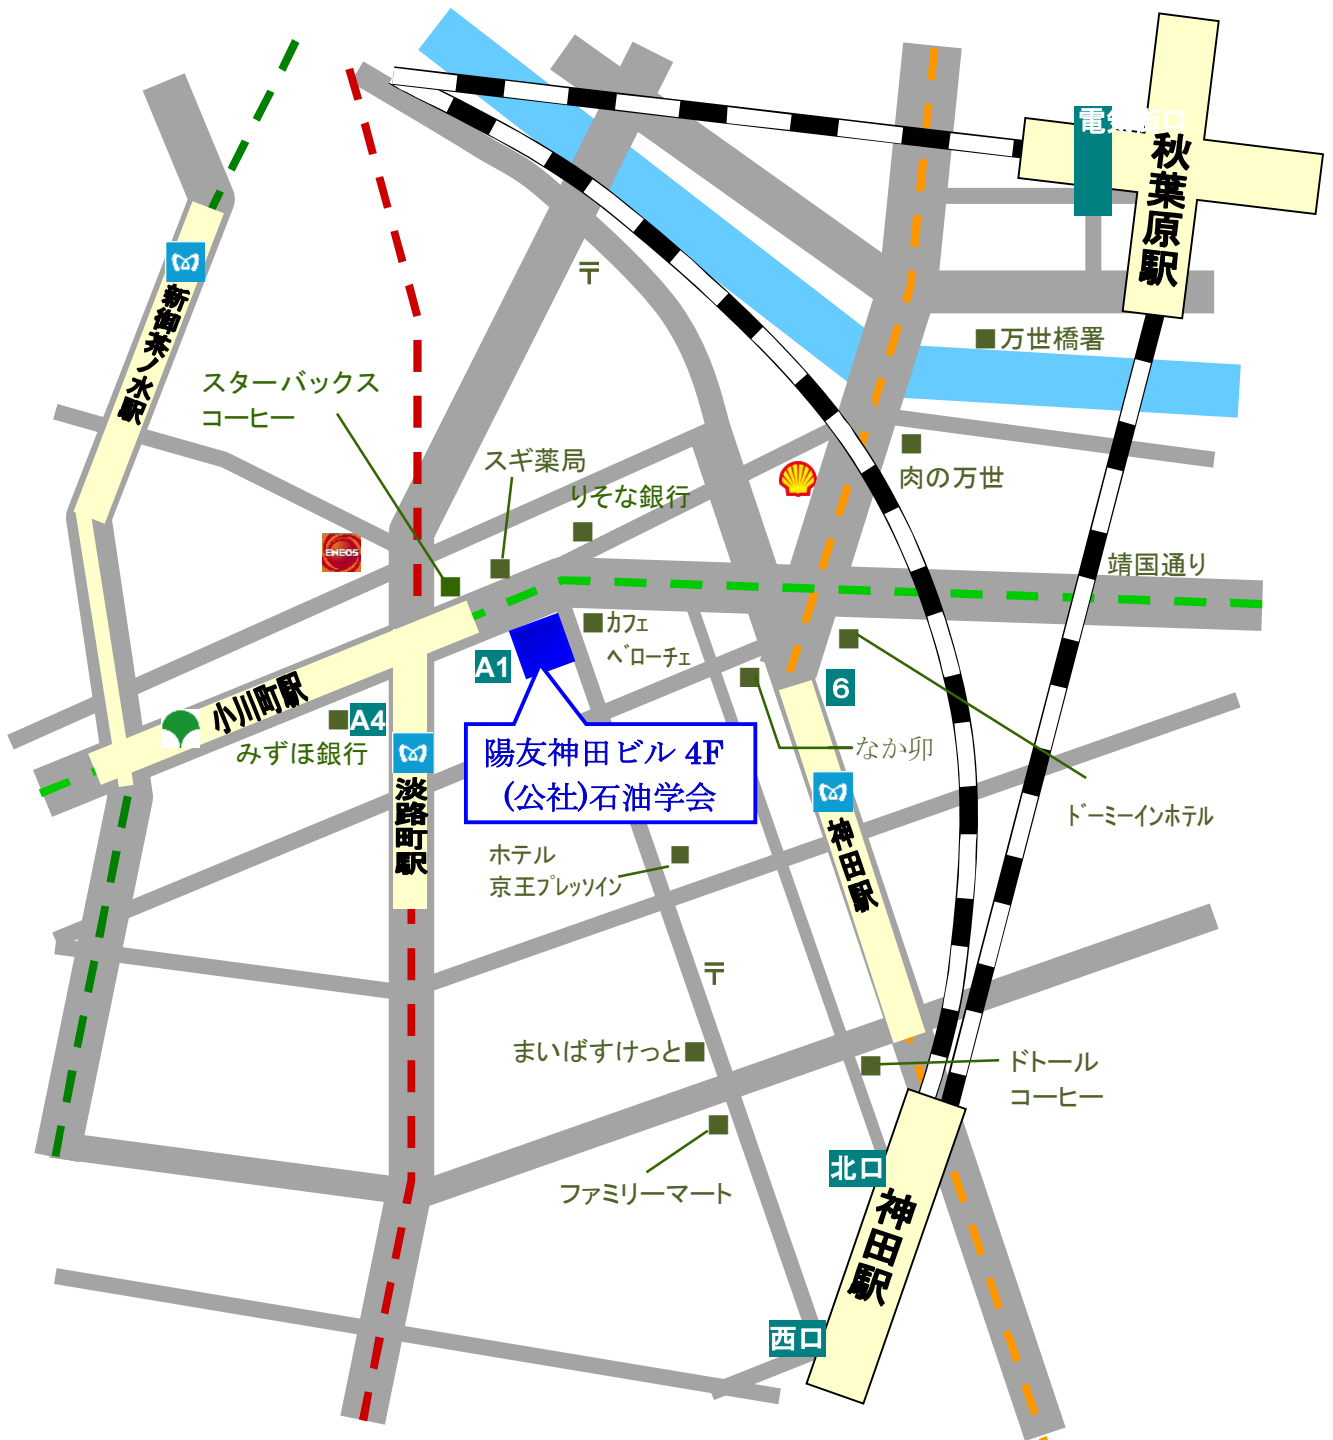 電気街口
秋葉原駅
〒
新御茶ノ水駅
■万世橋署
スターバックス
コーヒー
スギ薬局
りそな銀行
肉の万世
ENEOS
靖国通り
カフェ
ベローチェ
A1
6
小川町駅
A4
みずほ銀行
陽友神田ビル 4F
(公社)石油学会
なか卯
淡路町駅
神田駅
ドーミーインホテル
ホテル
京王プレッソイン
〒
まいばすけっと
ドトール
コーヒー
北口
ファミリーマート
神田駅
西口